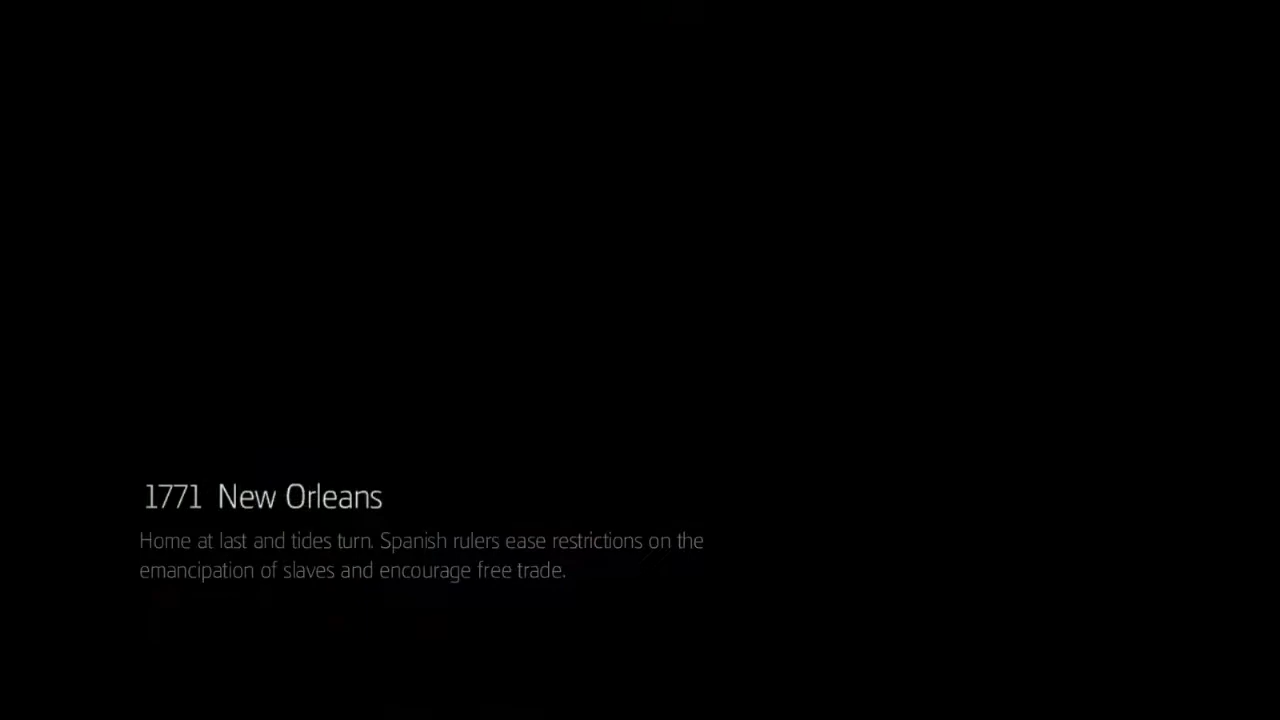 1771 New Orleans
Home at last and tides turn. Spanish rulers ease restrictions on the
emancipation of slaves and encourage free trade.